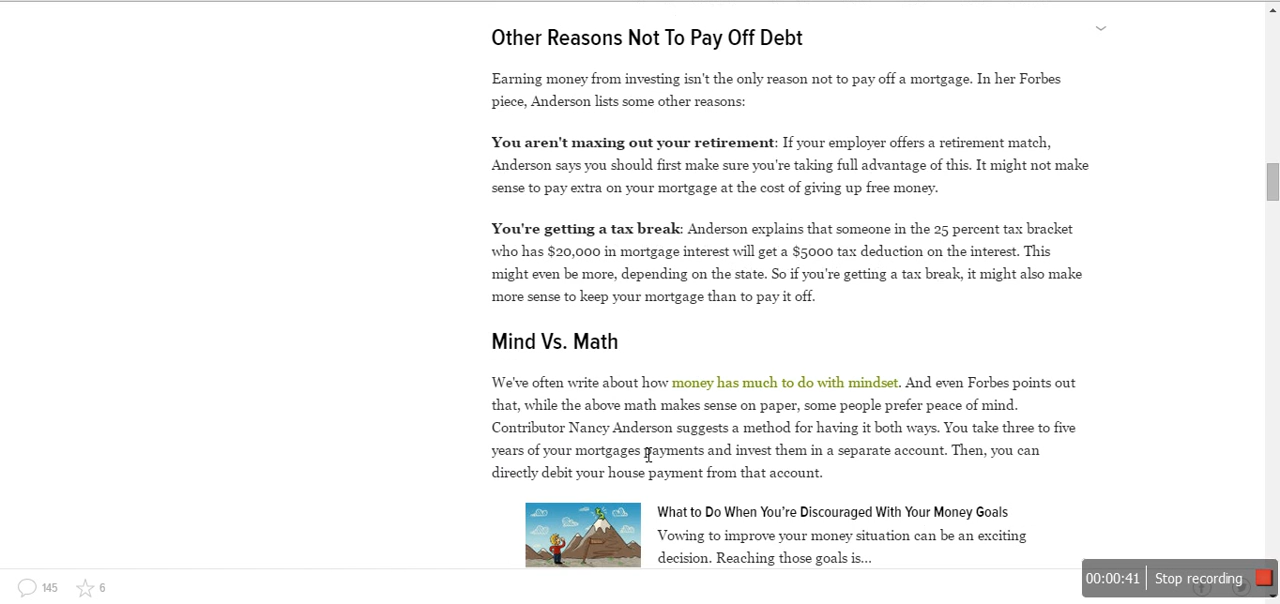 Other Reasons Not To Pay Off Debt
Earning money from investing isn't the only reason not to pay off a mortgage. In her Forbes
piece, Anderson lists some other reasons:
You aren't maxing out your retirement: If your employer offers a retirement match,
Anderson says you should first make sure you're taking full advantage of this. It might not make
sense to pay extra on your mortgage at the cost of giving up free money.
You're getting a tax break: Anderson explains that someone in the 25 percent tax bracket
who has $20,000 in mortgage interest will get a $5000 tax deduction on the interest. This
might even be more, depending on the state. So if you're getting a tax break, it might also make
more sense to keep your mortgage than to pay it off.
Mind Vs. Math
We've often write about how money has much to do with mindset. And even Forbes points out
that, while the above math makes sense on paper, some people prefer peace of mind.
Contributor Nancy Anderson suggests a method for having it both ways. You take three to five
years of your mortgages payments and invest them in a separate account. Then, you can
directly debit your house payment from that account.
What to Do When You're Discouraged With Your Money Goals
Vowing to improve your money situation can be an exciting
decision. Reaching those goals is...
145 6
00:00:41 Stop recording